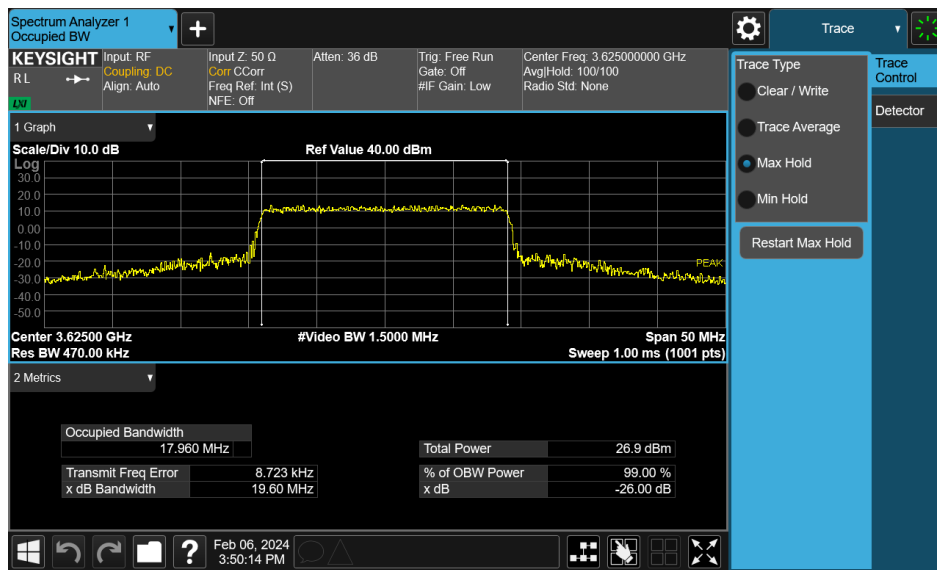 Spectrum Analyzer 1
Occupied BW
+
Trace
KEYSIGHT
R L
LXI
Input: RF
Coupling: DC
Align: Auto
Input Z: 50 Ω
Corr CCorr
Freq Ref: Int (S)
NFE: Off
Atten: 36 dB
Trig: Free Run
Gate: Off
#IF Gain: Low
Center Freq: 3.625000000 GHz
Avg|Hold: 100/100
Radio Std: None
Trace Type
Clear / Write
Trace Average
Max Hold
Min Hold
Restart Max Hold
Trace
Control
Detector
1 Graph
Scale/Div 10.0 dB
Ref Value 40.00 dBm
Log
30.0
20.0
10.0
0.00
-10.0
-20.0
-30.0
-40.0
-50.0
PEAK
Center 3.62500 GHz
#Video BW 1.5000 MHz
Span 50 MHz
Res BW 470.00 kHz
Sweep 1.00 ms (1001 pts)
2 Metrics
Occupied Bandwidth
17.960 MHz
Total Power 26.9 dBm
Transmit Freq Error 8.723 kHz
% of OBW Power 99.00 %
x dB Bandwidth 19.60 MHz
x dB -26.00 dB
?
Feb 06, 2024
3:50:14 PM